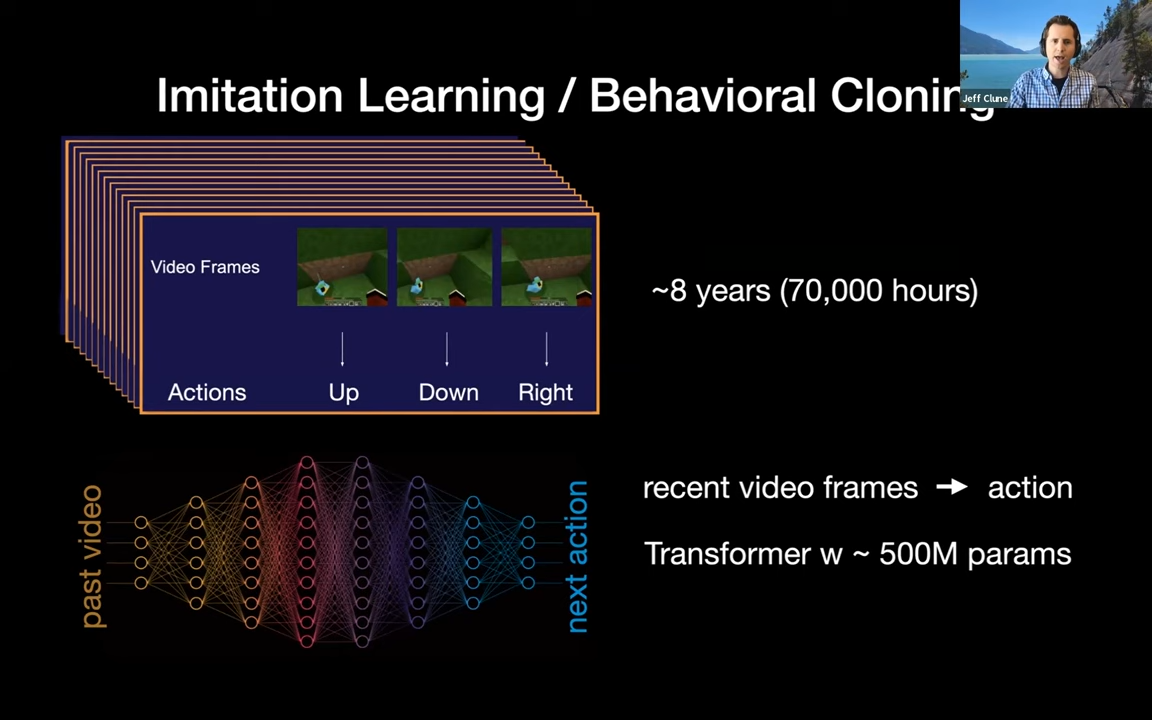 Imitation Learning / Behavioral Cloning
Jeff Clune
Video Frames
~8 years (70,000 hours)
Actions Up Down Right
past video
next action
recent video frames → action
Transformer w ~ 500M params